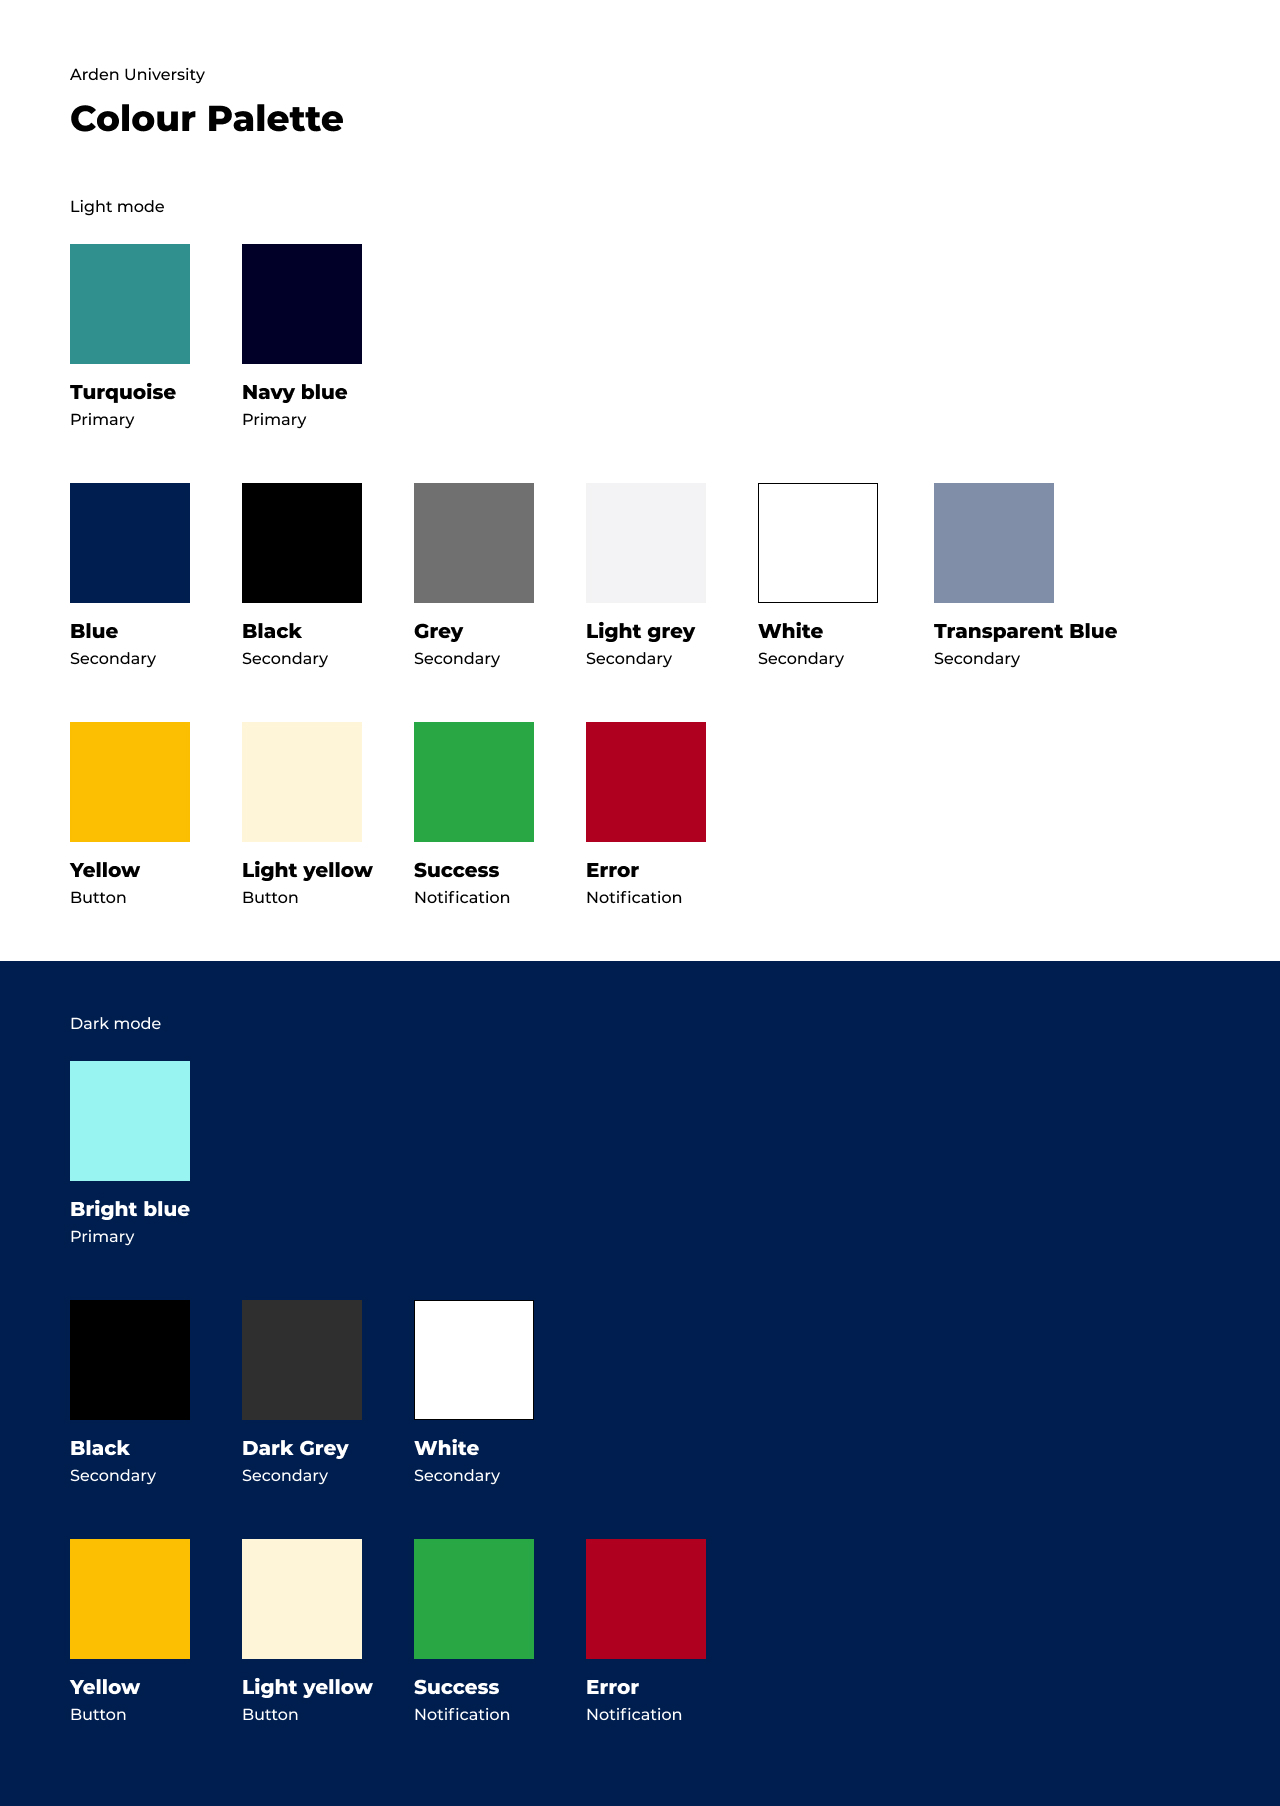 Arden University
Colour Palette
Light mode
Turquoise
Primary
Navy blue
Primary
Blue
Secondary
Black
Secondary
Grey
Secondary
Light grey
Secondary
White
Secondary
Transparent Blue
Secondary
Yellow
Button
Light yellow
Button
Success
Notification
Error
Notification
Dark mode
Bright blue
Primary
Black
Secondary
Dark Grey
Secondary
White
Secondary
Yellow
Button
Light yellow
Button
Success
Notification
Error
Notification